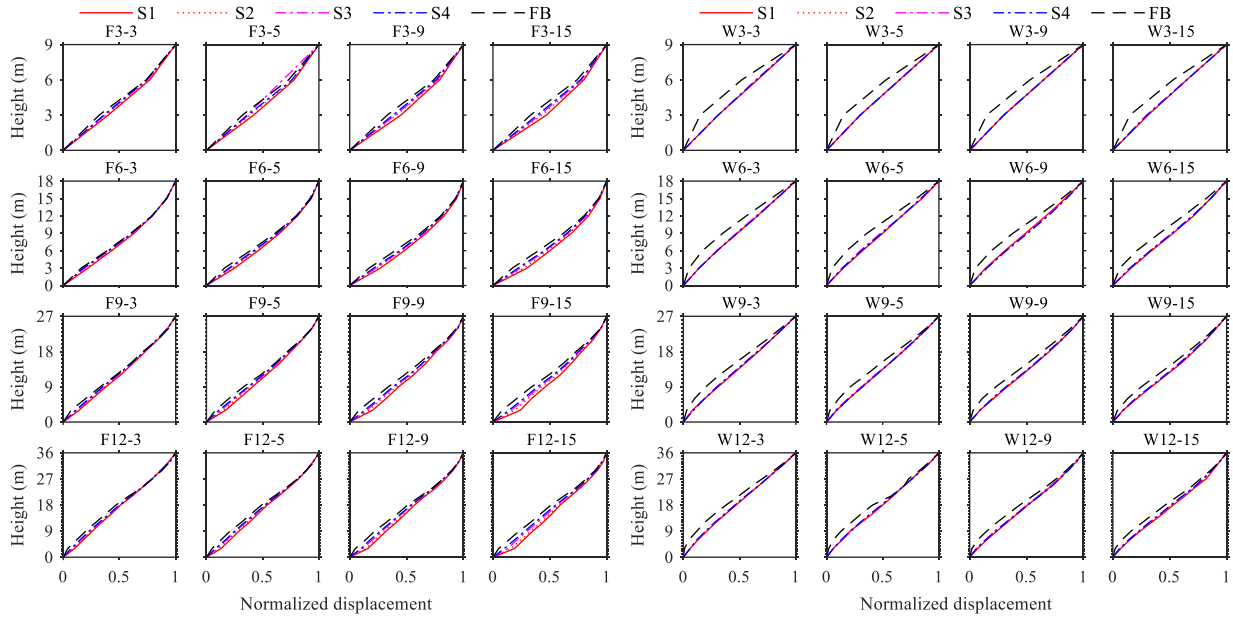 S1 S2 S3 S4 FB S1 S2 S3 S4 FB
F3-3 F3-5 F3-9 F3-15 W3-3 W3-5 W3-9 W3-15
9 9
6 6
3 3
0 0
Height (m) Height (m)
F6-3 F6-5 F6-9 F6-15 W6-3 W6-5 W6-9 W6-15
18 18
15 15
12 12
9 9
6 6
3 3
0 0
Height (m) Height (m)
F9-3 F9-5 F9-9 F9-15 W9-3 W9-5 W9-9 W9-15
27 27
18 18
9 9
0 0
Height (m) Height (m)
F12-3 F12-5 F12-9 F12-15 W12-3 W12-5 W12-9 W12-15
36 36
27 27
18 18
9 9
0 0
Height (m) Height (m)
0 0.5 1 0 0.5 1 0 0.5 1 0 0.5 1 0 0.5 1 0 0.5 1 0 0.5 1 0 0.5 1
Normalized displacement Normalized displacement